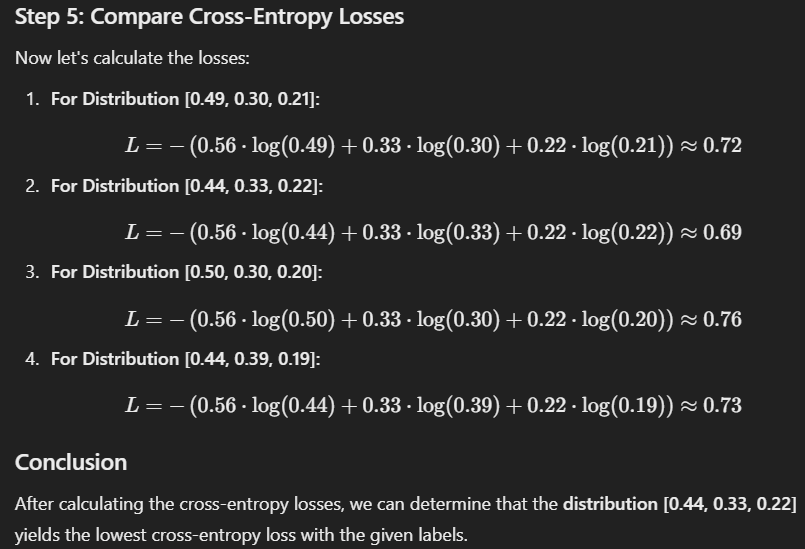 Step 5: Compare Cross-Entropy Losses
Now let's calculate the losses:
1. For Distribution [0.49, 0.30, 0.21]:
L = − (0.56 · log(0.49) + 0.33 · log(0.30) + 0.22 · log(0.21)) ≈ 0.72
2. For Distribution [0.44, 0.33, 0.22]:
L = − (0.56 · log(0.44) + 0.33 · log(0.33) + 0.22 · log(0.22)) ≈ 0.69
3. For Distribution [0.50, 0.30, 0.20]:
L = − (0.56 · log(0.50) + 0.33 · log(0.30) + 0.22 · log(0.20)) ≈ 0.76
4. For Distribution [0.44, 0.39, 0.19]:
L = − (0.56 · log(0.44) + 0.33 · log(0.39) + 0.22 · log(0.19)) ≈ 0.73
Conclusion
After calculating the cross-entropy losses, we can determine that the distribution [0.44, 0.33, 0.22]
yields the lowest cross-entropy loss with the given labels.